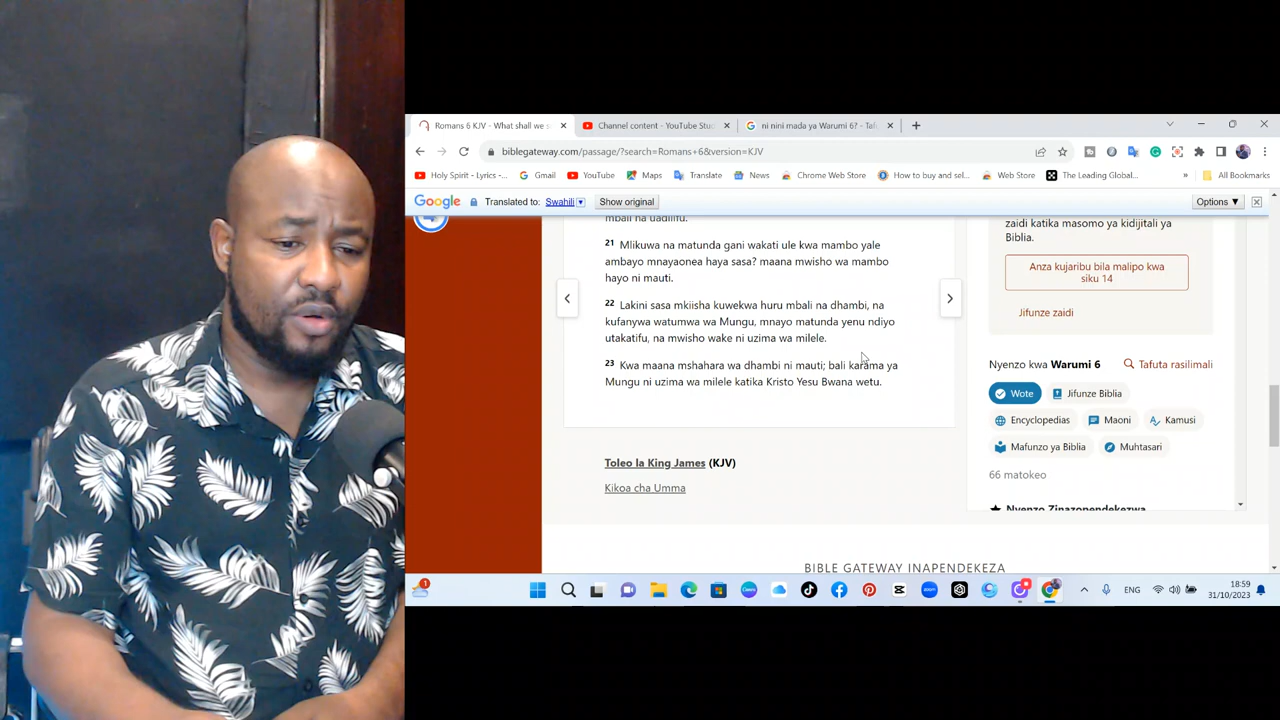 Romans 6 KJV - What shall we s
Channel content - YouTube Stud
ni nini mada ya Warumi 6? - Taf
biblegateway.com/passage/?search=Romans+6&version=KJV
Holy Spirit - Lyrics -...
Gmail
YouTube
Maps
Translate
News
Chrome Web Store
How to buy and sel...
Web Store
The Leading Global...
All Bookmarks
Google
Translated to: Swahili
Show original
Options ▼
mbali na uadilifu.
21 Mlikuwa na matunda gani wakati ule kwa mambo yale
ambayo mnayaonea haya sasa? maana mwisho wa mambo
hayo ni mauti.
22 Lakini sasa mkiisha kuwekwa huru mbali na dhambi, na
kufanywa watumwa wa Mungu, mnayo matunda yenu ndiyo
utakatifu, na mwisho wake ni uzima wa milele.
23 Kwa maana mshahara wa dhambi ni mauti; bali karama ya
Mungu ni uzima wa milele katika Kristo Yesu Bwana wetu.
Toleo la King James (KJV)
Kikoa cha Umma
zaidi katika masomo ya kidijitali ya
Biblia.
Anza kujaribu bila malipo kwa
siku 14
Jifunze zaidi
Nyenzo kwa Warumi 6
Tafuta rasilimali
Wote
Jifunze Biblia
Encyclopedias
Maoni
Kamusi
Mafunzo ya Biblia
Muhtasari
66 matokeo
Nyenzo Zinazopendekezwa
BIBLE GATEWAY INAPENDEKEZA
1
zoom
ENG
18:59
31/10/2023